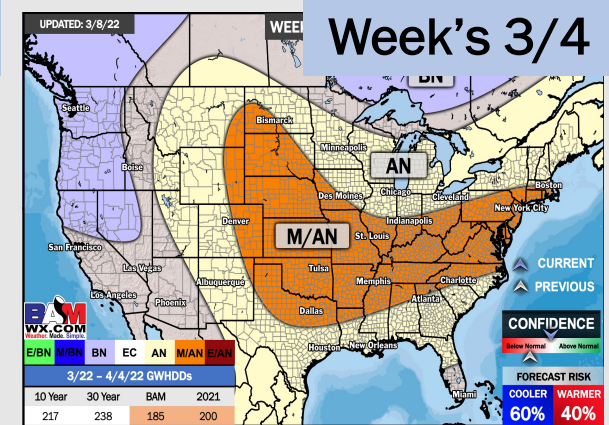 UPDATED: 3/8/22
WEE
Week's 3/4
BN
Seattle
Bismarck
Minneapolis
AN
Boise
Boston
Des Moines
Chicago
Cleveland
New York City
Denver
Indianapolis
M/AN
St. Louis
San Francisco
CURRENT
Las Vegas
Tulsa
Albuquerque
Memphis
Charlotte
PREVIOUS
Los Angeles
Phoenix
Atlanta
Dallas
BAM
WX.COM
Weather. Made. Simple.
CONFIDENCE
Below Normal
Above Normal
Houston
New Orleans
E/BN M/BN BN EC AN M/AN E/AN
3/22 – 4/4/22 GWHDDs
FORECAST RISK
Miami
COOLER WARMER
60% 40%
10 Year 30 Year BAM 2021
217 238 185 200